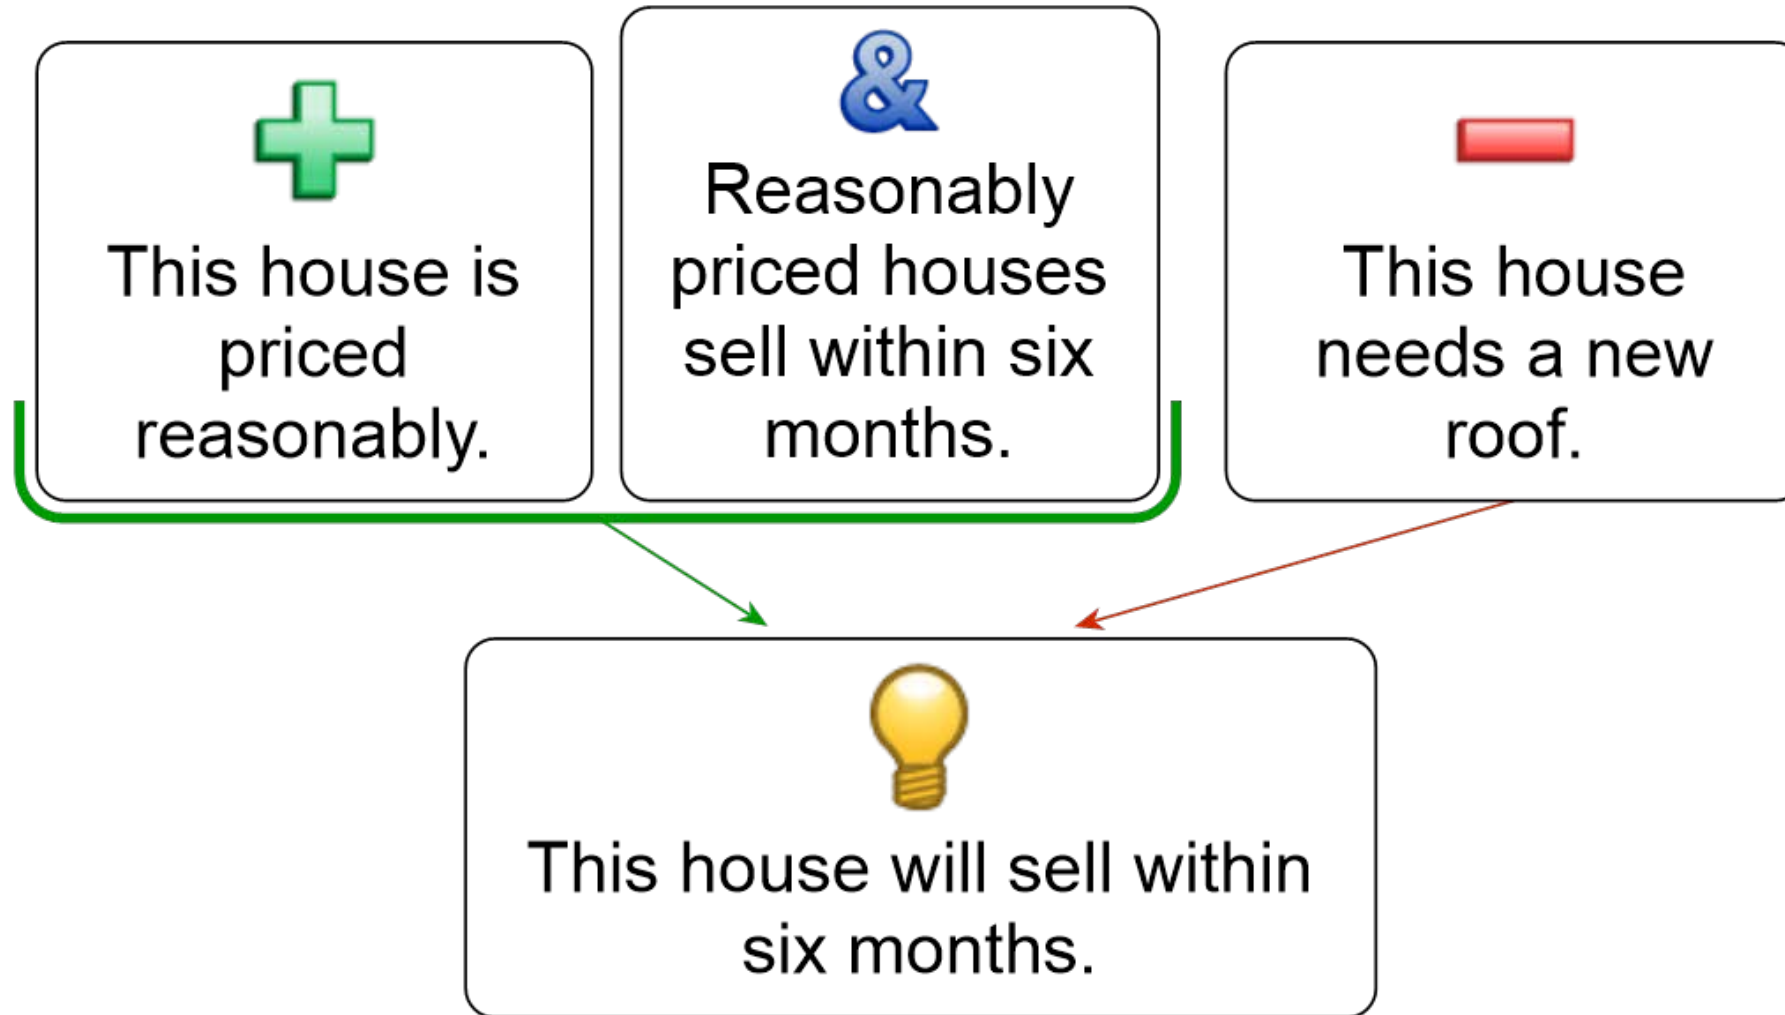 This house is
priced
reasonably.
&
Reasonably
priced houses
sell within six
months.
This house
needs a new
roof.
This house will sell within
six months.